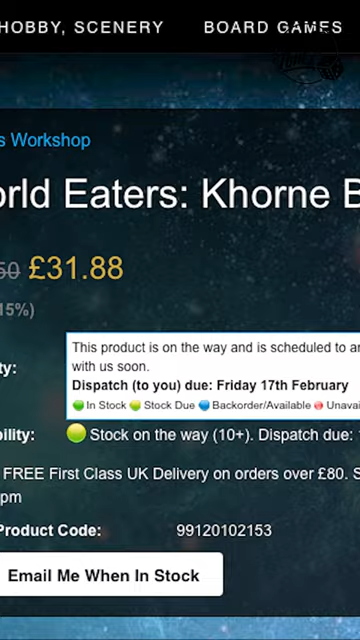 HOBBY, SCENERY BOARD GAMES
s Workshop
orld Eaters: Khorne B
50 £31.88
15%)
This product is on the way and is scheduled to ar
with us soon.
ty:
Dispatch (to you) due: Friday 17th February
In Stock Stock Due Backorder/Available Unavai
bility: Stock on the way (10+). Dispatch due:
FREE First Class UK Delivery on orders over £80. S
pm
Product Code: 99120102153
Email Me When In Stock